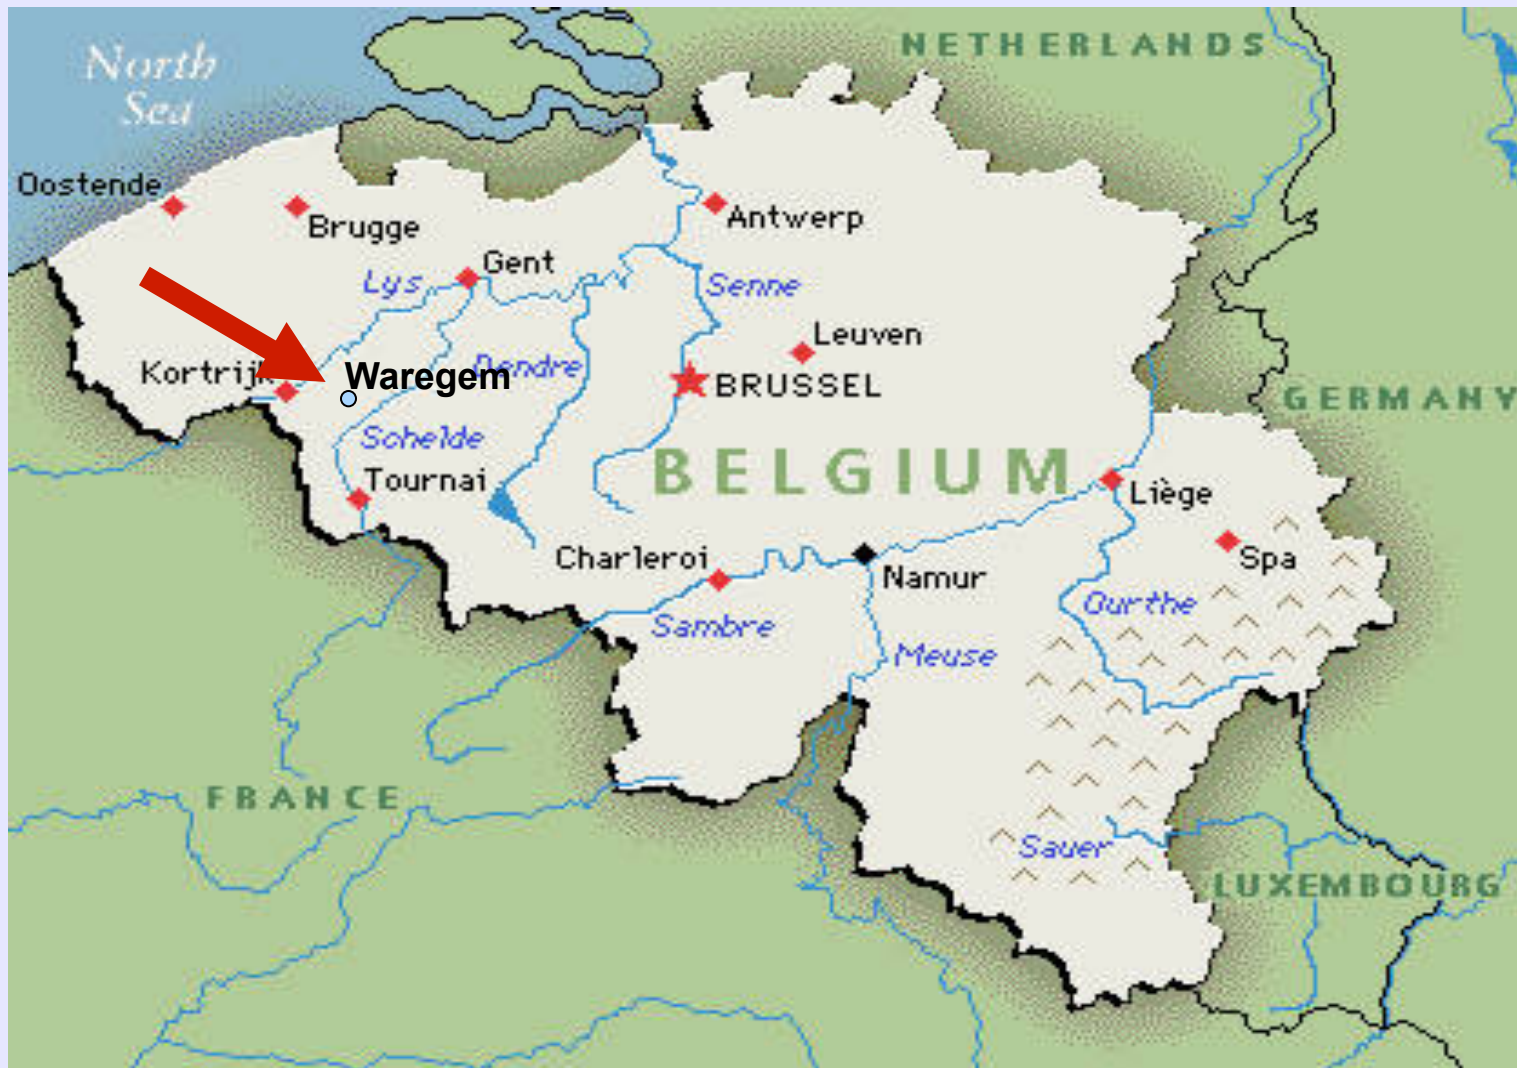 North
Sea
NETHERLANDS
Oostende
Brugge
Antwerp
Gent
Lys
Senne
Leuven
Kortrijk
Waregem
Dendre
BRUSSEL
GERMANY
Schelde
BELGIUM
Tournai
Liège
Charleroi
Spa
Namur
Ourthe
Sambre
Meuse
FRANCE
Sauer
LUXEMBOURG